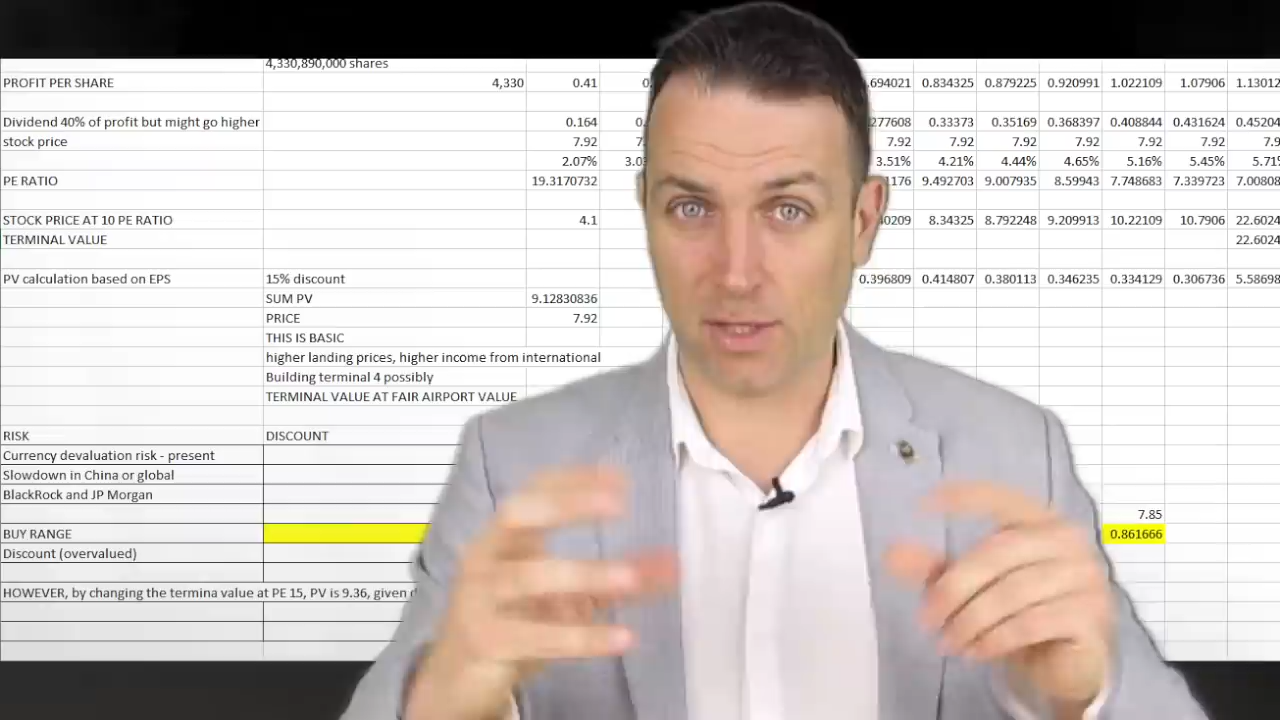 4,330,890,000 shares
PROFIT PER SHARE 4,330 0.41 0.834325 0.879225 0.920991 1.022109 1.07906
Dividend 40% of profit but might go higher 0.164 0.33373 0.35169 0.368397 0.408844 0.431624
stock price 7.92 7.92 7.92 7.92 7.92 7.92 7.92
2.07% 3.51% 4.21% 4.44% 4.65% 5.16% 5.45%
PE RATIO 19.3170732 9.492703 9.007935 8.59943 7.748683 7.339723
STOCK PRICE AT 10 PE RATIO 4.1 8.34325 8.792248 9.209913 10.22109 10.7906 22.6024
TERMINAL VALUE 22.6024
PV calculation based on EPS 15% discount 0.396809 0.414807 0.380113 0.346235 0.334129 0.306736 5.58698
SUM PV 9.12830836
PRICE 7.92
THIS IS BASIC
higher landing prices, higher income from international
Building terminal 4 possibly
TERMINAL VALUE AT FAIR AIRPORT VALUE
RISK DISCOUNT
Currency devaluation risk - present
Slowdown in China or global
BlackRock and JP Morgan
7.85
BUY RANGE 0.861666
Discount (overvalued)
HOWEVER, by changing the termina value at PE 15, PV is 9.36, given